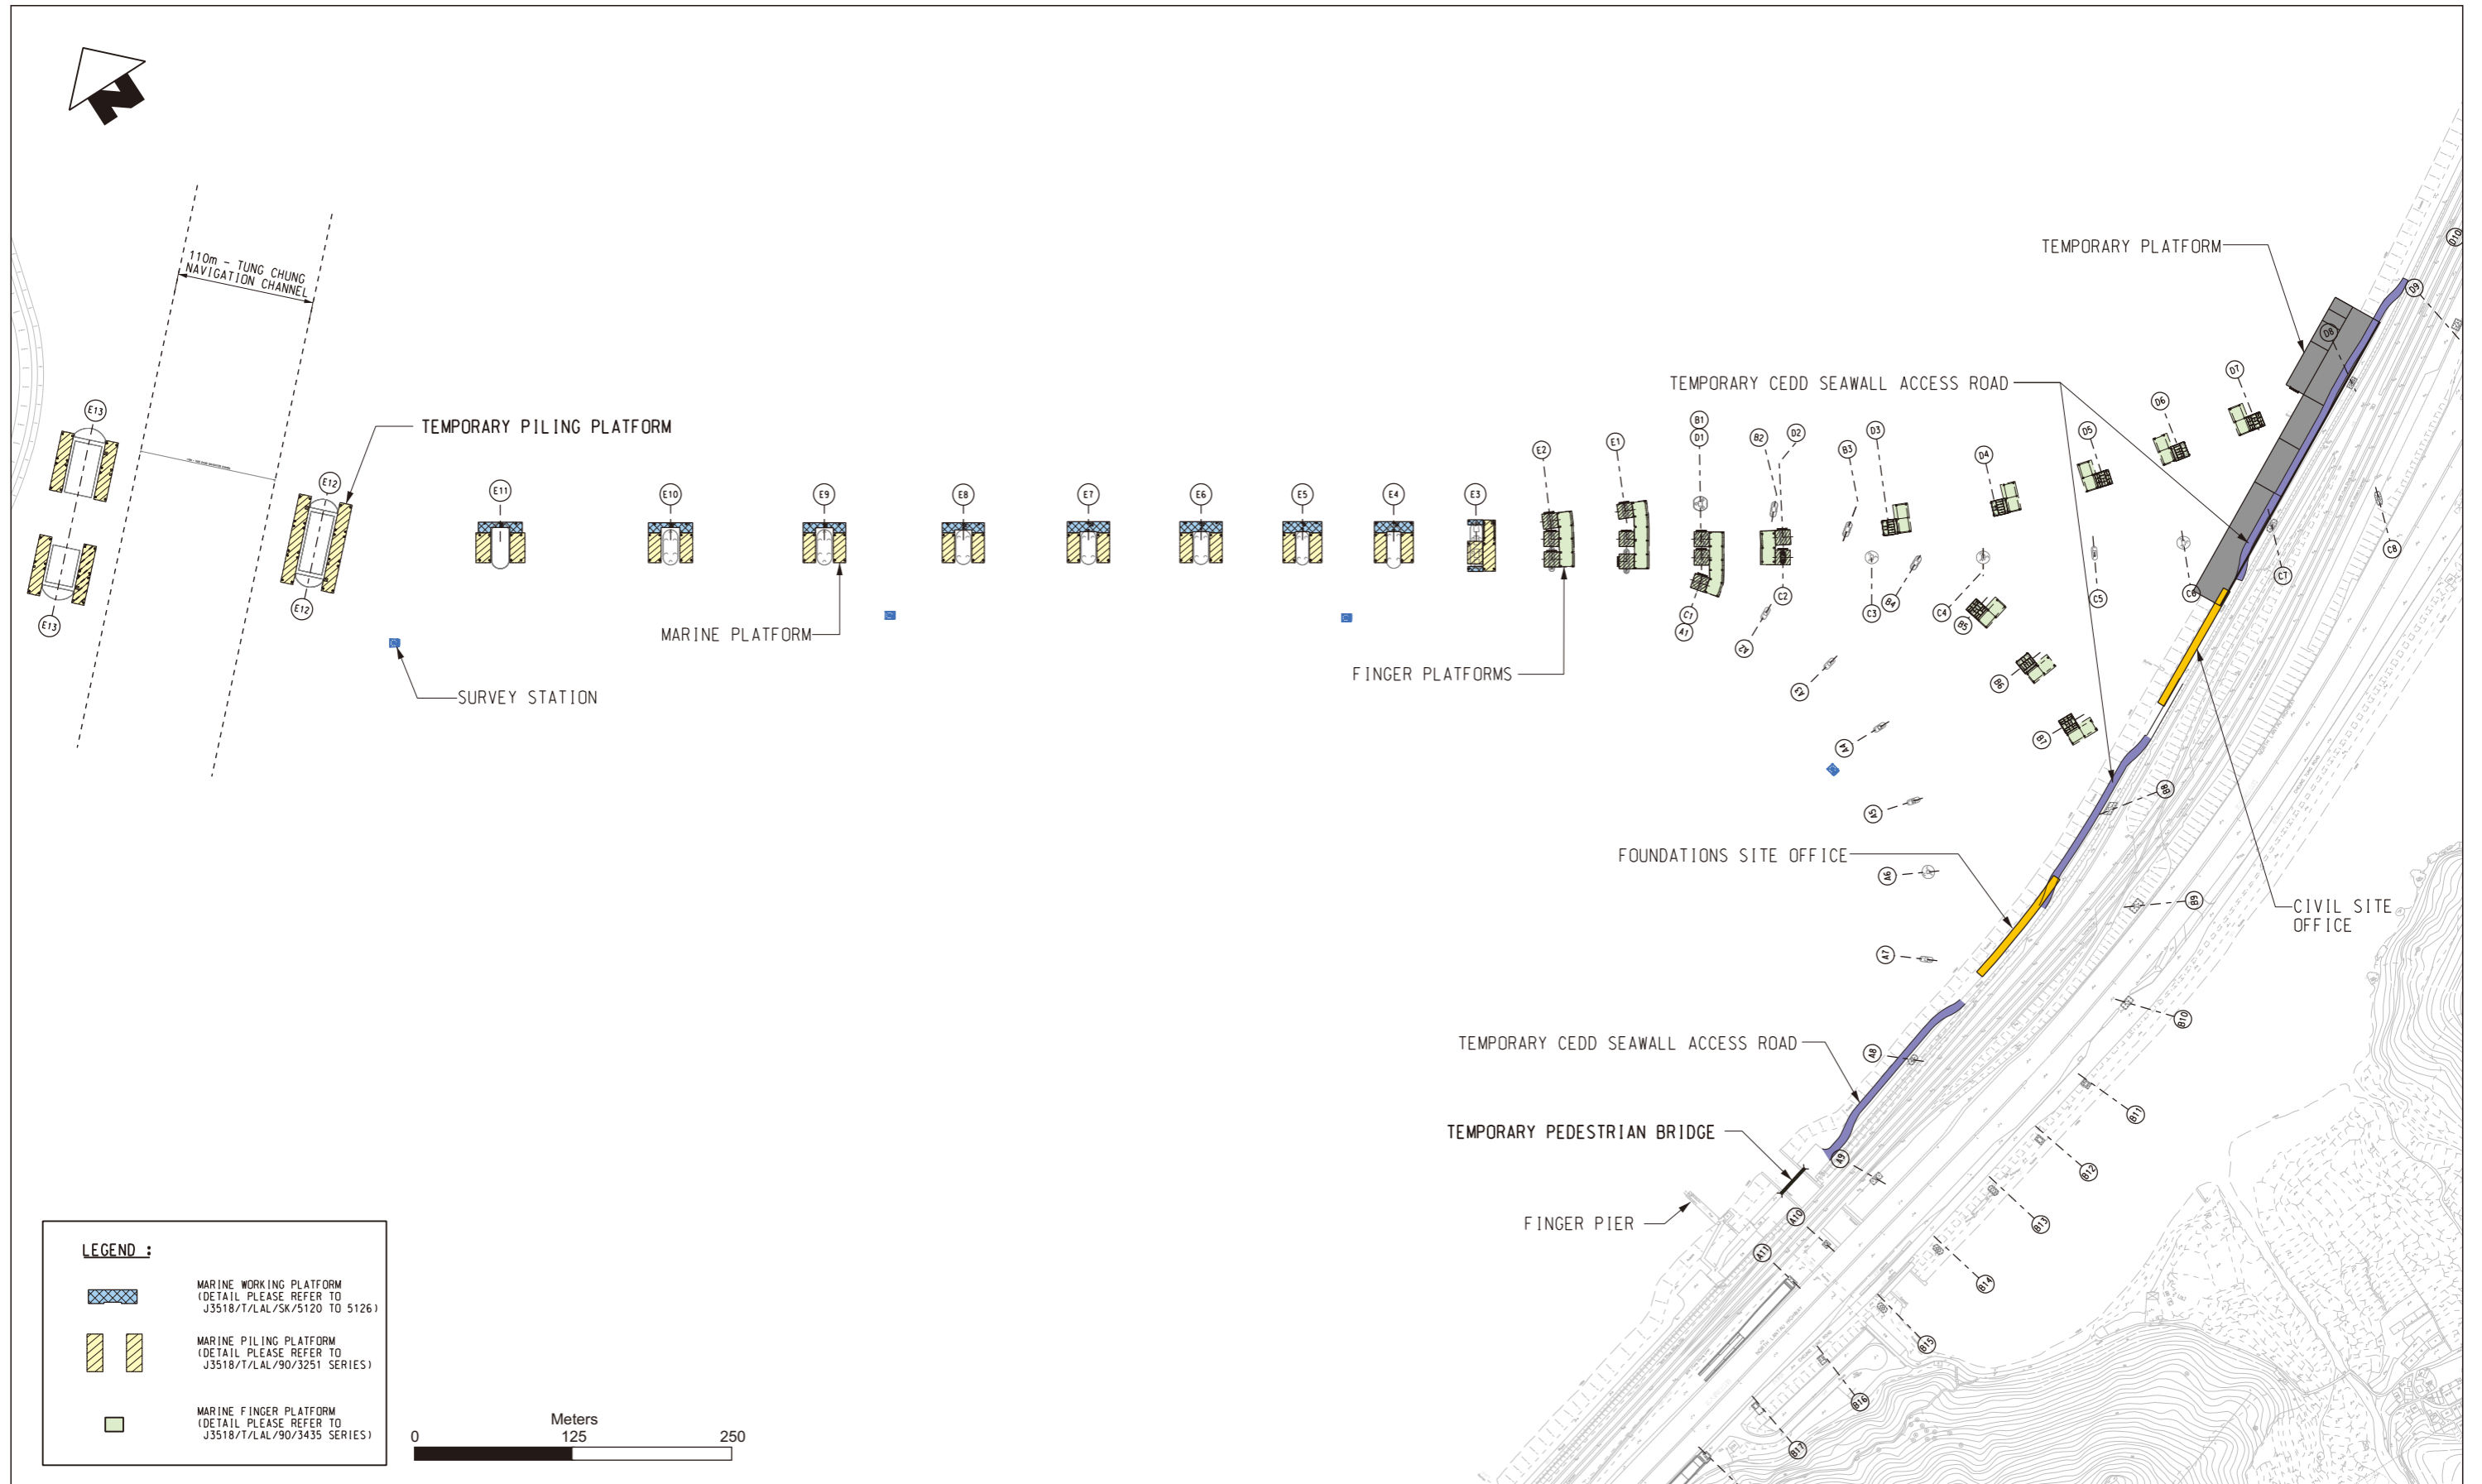 N
110m - TUNG CHUNG
NAVIGATION CHANNEL
TEMPORARY PLATFORM
TEMPORARY CEDD SEAWALL ACCESS ROAD
TEMPORARY PILING PLATFORM
D10
D9
D8
D7
D6
D5
D4
D3
B3
D2
B2
B1
D1
E1
E2
E3
E4
E5
E6
E7
E8
E9
E10
E11
E12
E13
E13
E12
C1
A1
C2
A2
C3
B4
C4
B5
C5
C6
C7
C8
MARINE PLATFORM
FINGER PLATFORMS
SURVEY STATION
A3
B6
A4
B7
A5
B8
FOUNDATIONS SITE OFFICE
A6
B9
CIVIL SITE
OFFICE
A7
B10
TEMPORARY CEDD SEAWALL ACCESS ROAD
A8
B11
TEMPORARY PEDESTRIAN BRIDGE
A9
B12
FINGER PIER
A10
B13
A11
B14
B15
B16
B17
NORTH LANTAU HIGHWAY
LEGEND :
MARINE WORKING PLATFORM
(DETAIL PLEASE REFER TO
J3518/T/LAL/SK/5120 TO 5126)
MARINE PILING PLATFORM
(DETAIL PLEASE REFER TO
J3518/T/LAL/90/3251 SERIES)
MARINE FINGER PLATFORM
(DETAIL PLEASE REFER TO
J3518/T/LAL/90/3435 SERIES)
Meters
0 125 250